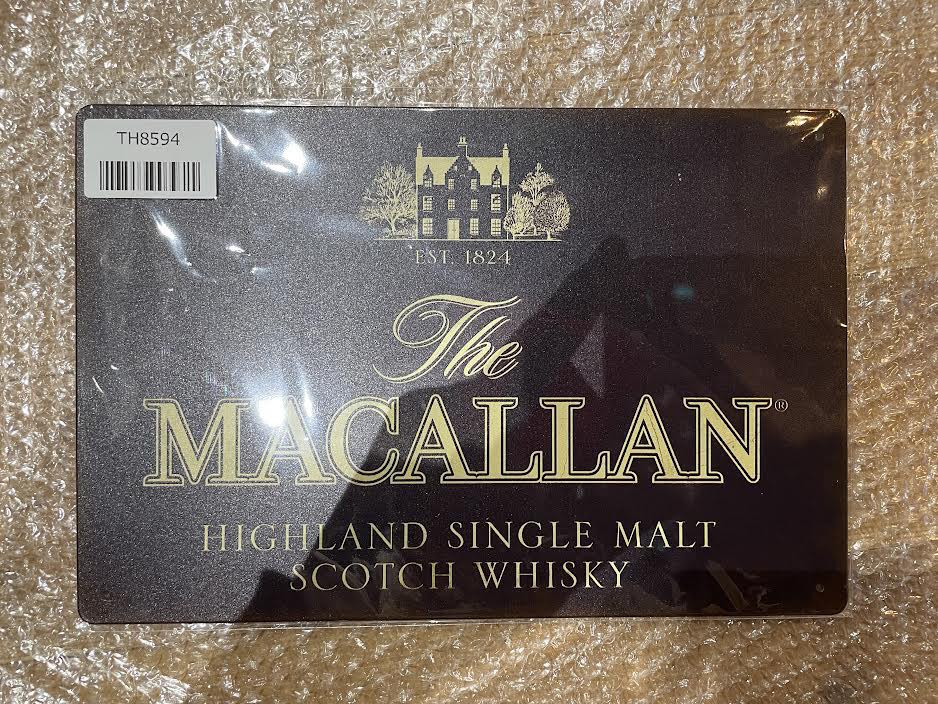 TH8594
EST. 1824
The
MACALLAN®
HIGHLAND SINGLE MALT
SCOTCH WHISKY